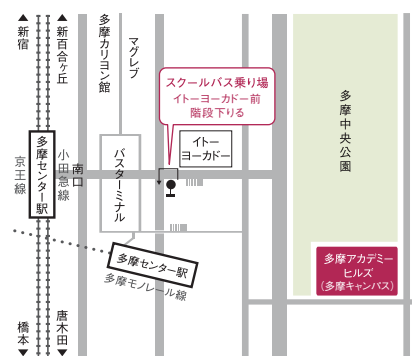 新宿
新百合ヶ丘
多摩カリヨン館
マグレブ
スクールバス乗り場
イトーヨーカドー前
階段下りる
イトー
ヨーカドー
多摩中央公園
京王線
多摩センター駅
小田急線
南口
バスターミナル
多摩センター駅
多摩モノレール線
多摩アカデミー
ヒルズ
(多摩キャンパス)
橋本
唐木田